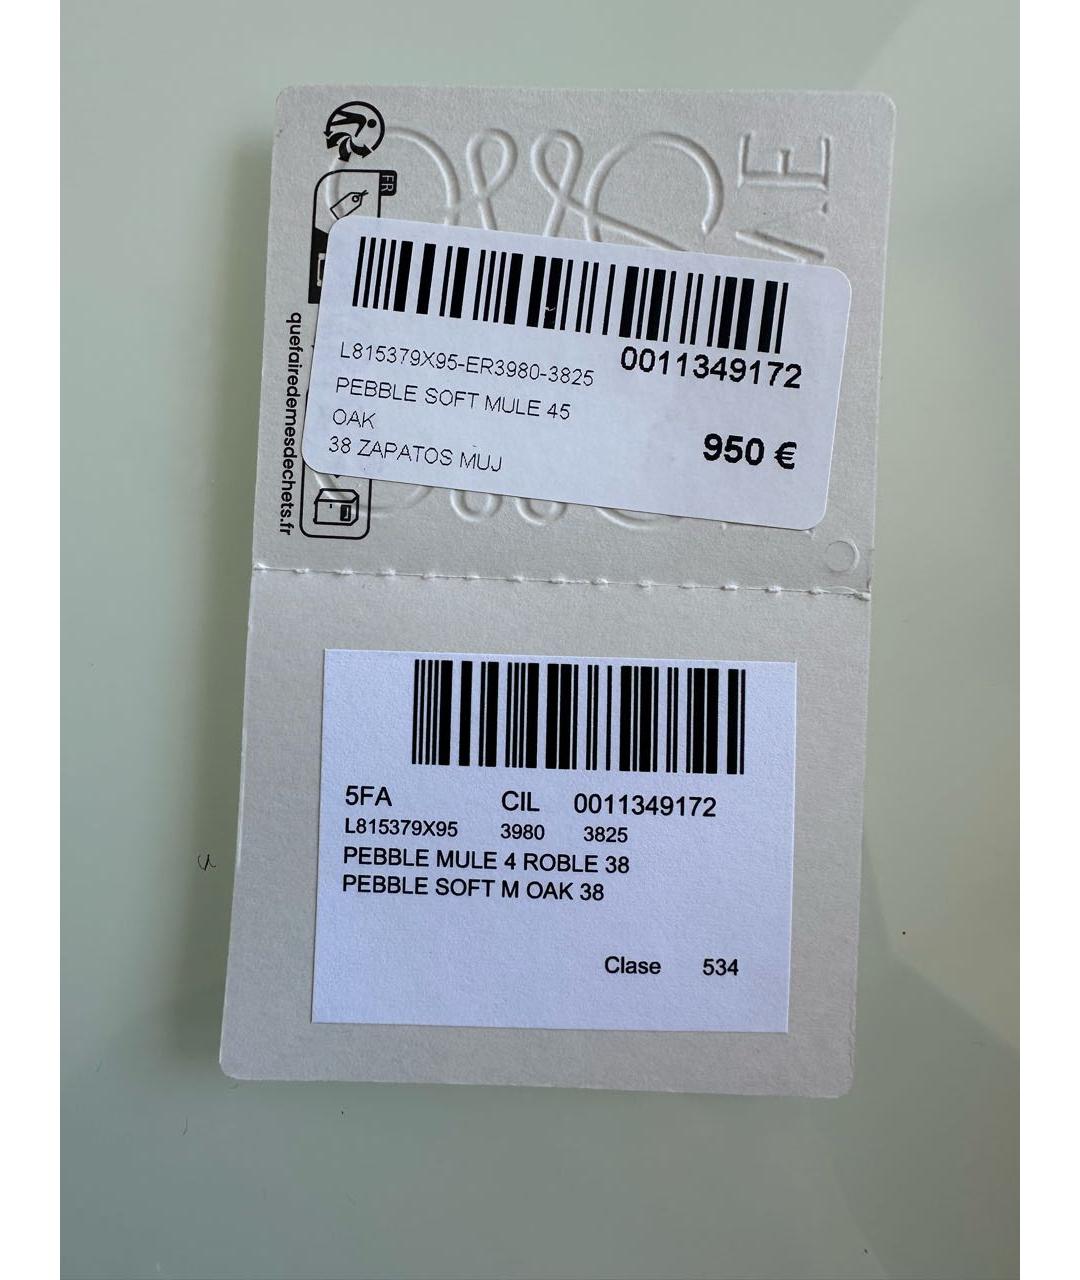 FR
quefairedemesdechets.fr
L815379X95-ER3980-3825
0011349172
PEBBLE SOFT MULE 45
OAK
950 €
38 ZAPATOS MUJ
5FA CIL 0011349172
L815379X95 3980 3825
PEBBLE MULE 4 ROBLE 38
PEBBLE SOFT M OAK 38
Clase 534